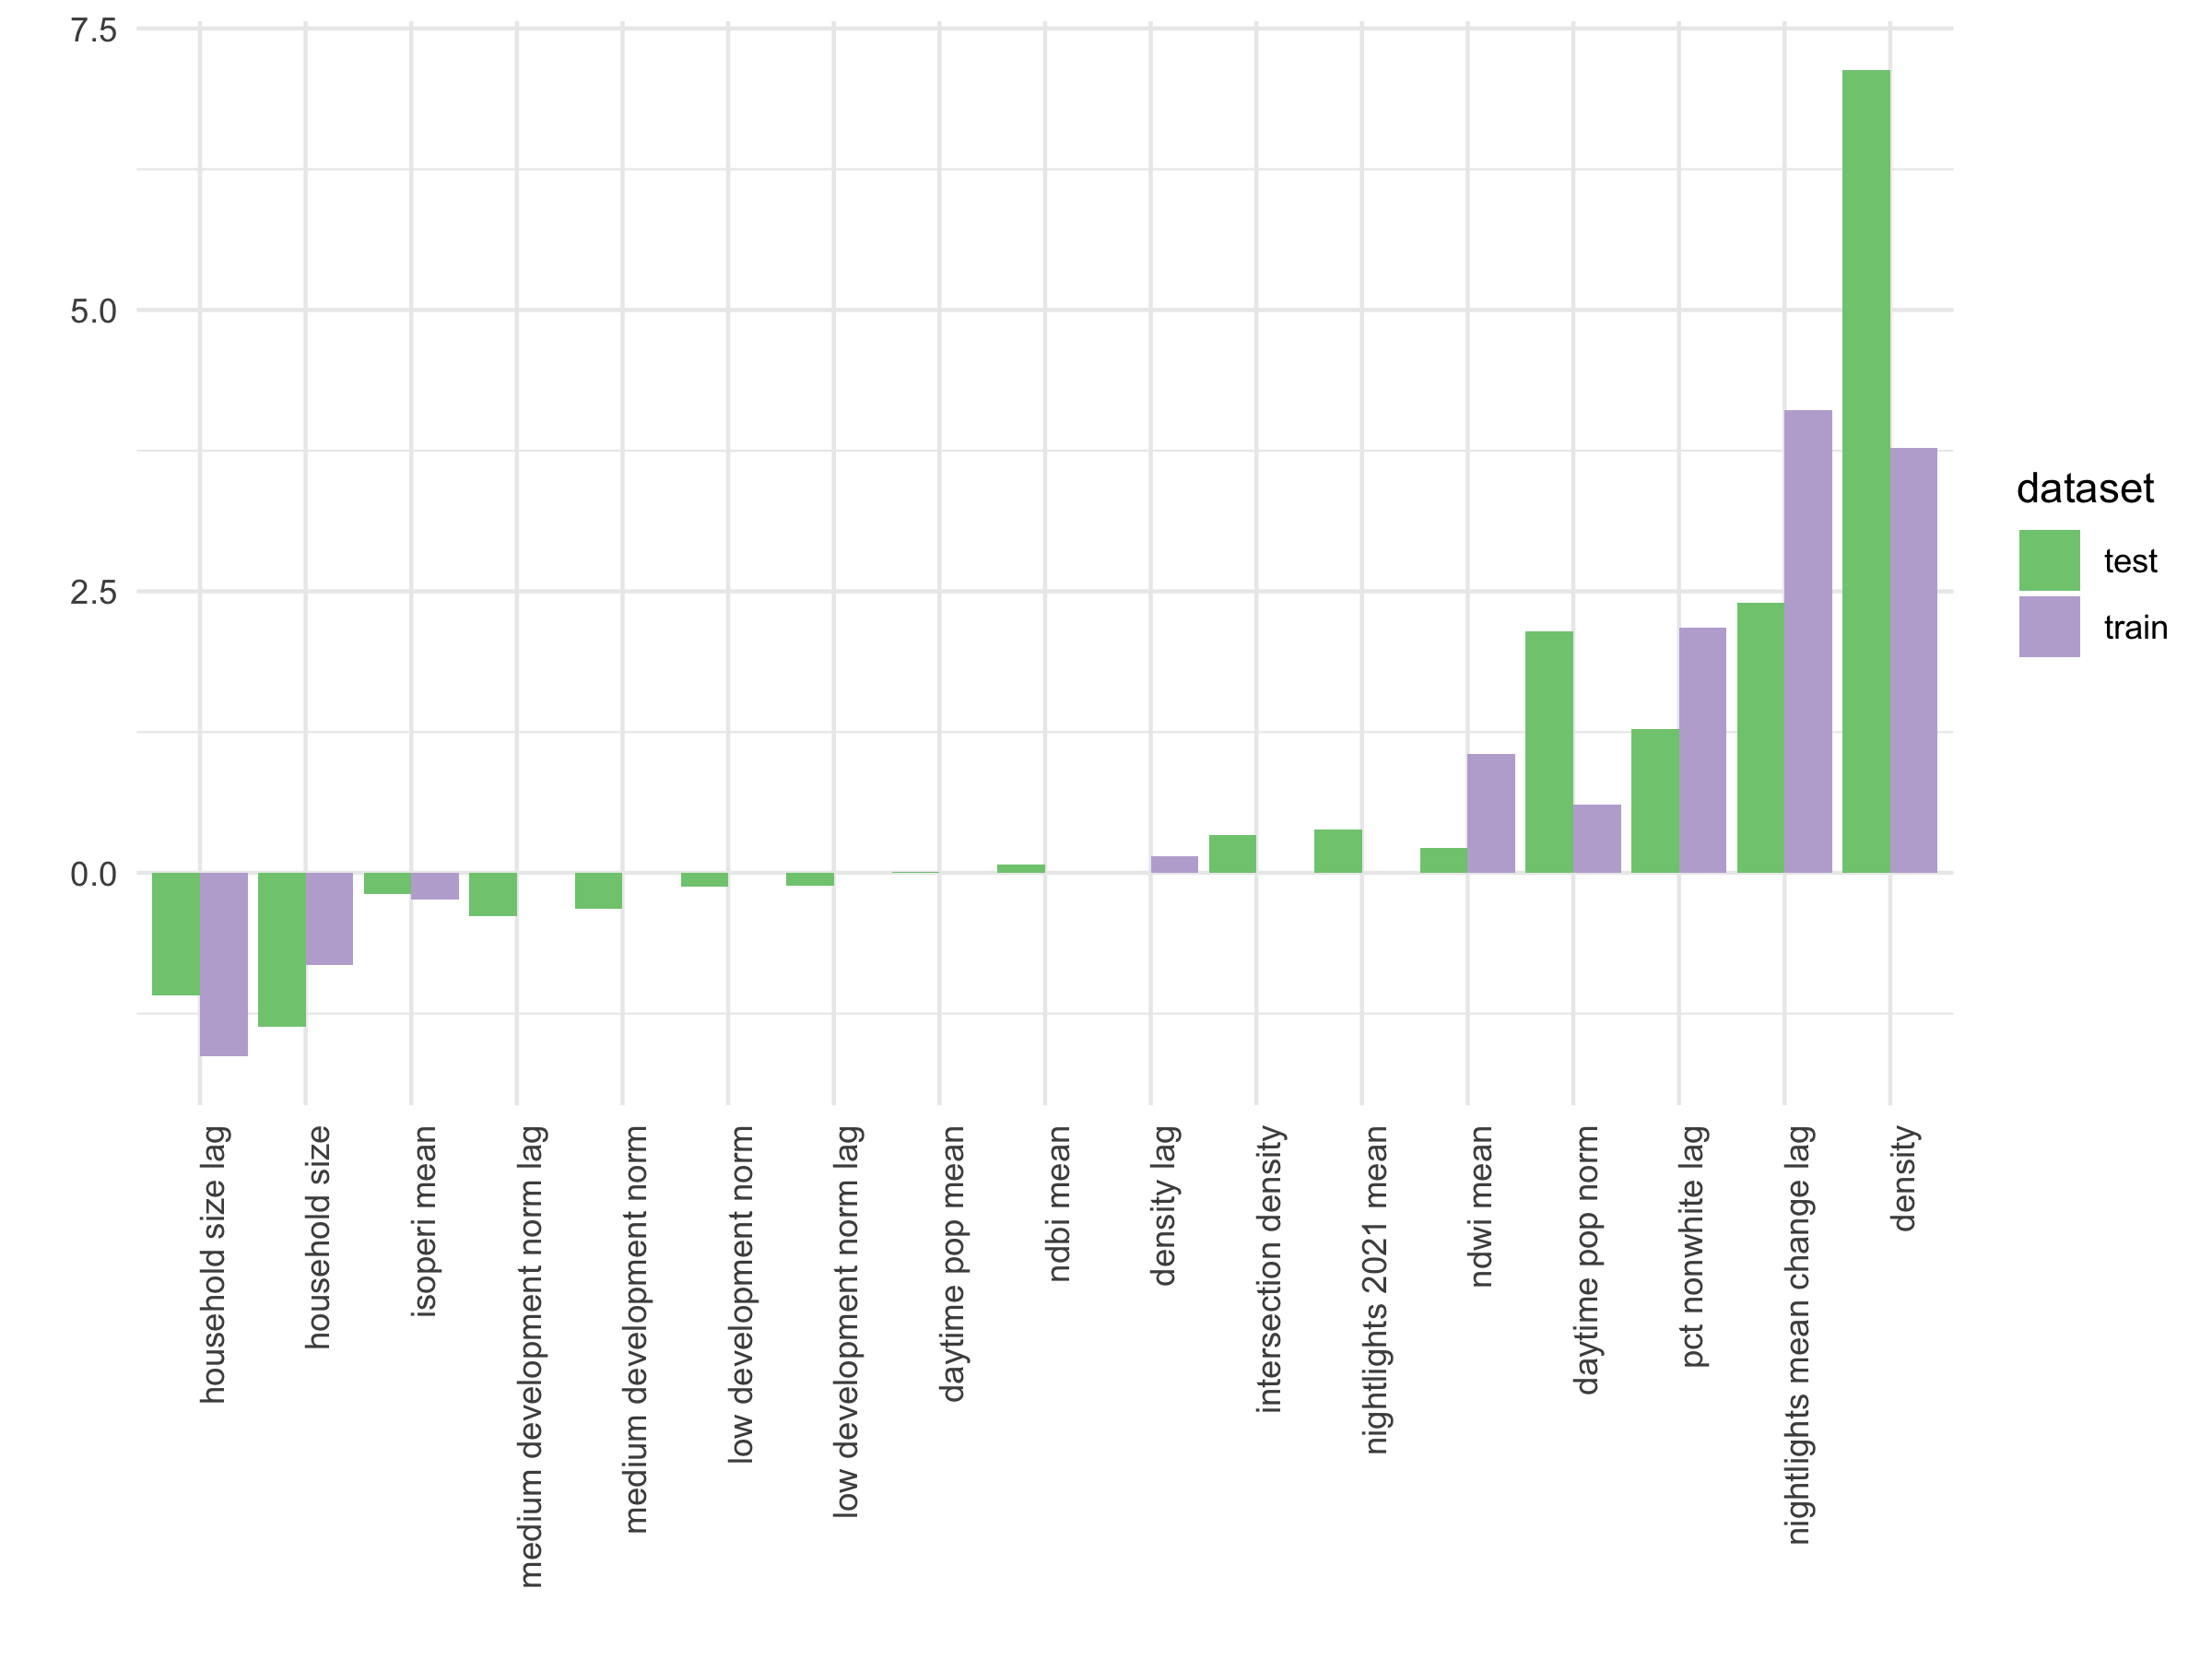 7.5
5.0
2.5
0.0
household size lag
household size
isoperi mean
medium development norm lag
medium development norm
low development norm
low development norm lag
daytime pop mean
ndbi mean
density lag
intersection density
nightlights 2021 mean
ndwi mean
daytime pop norm
pct nonwhite lag
nightlights mean change lag
density
dataset
test
train